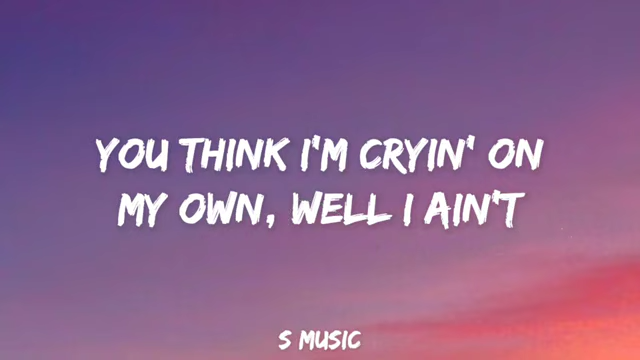 YOU THINK I'M CRYIN' ON
MY OWN, WELL I AIN'T
S MUSIC